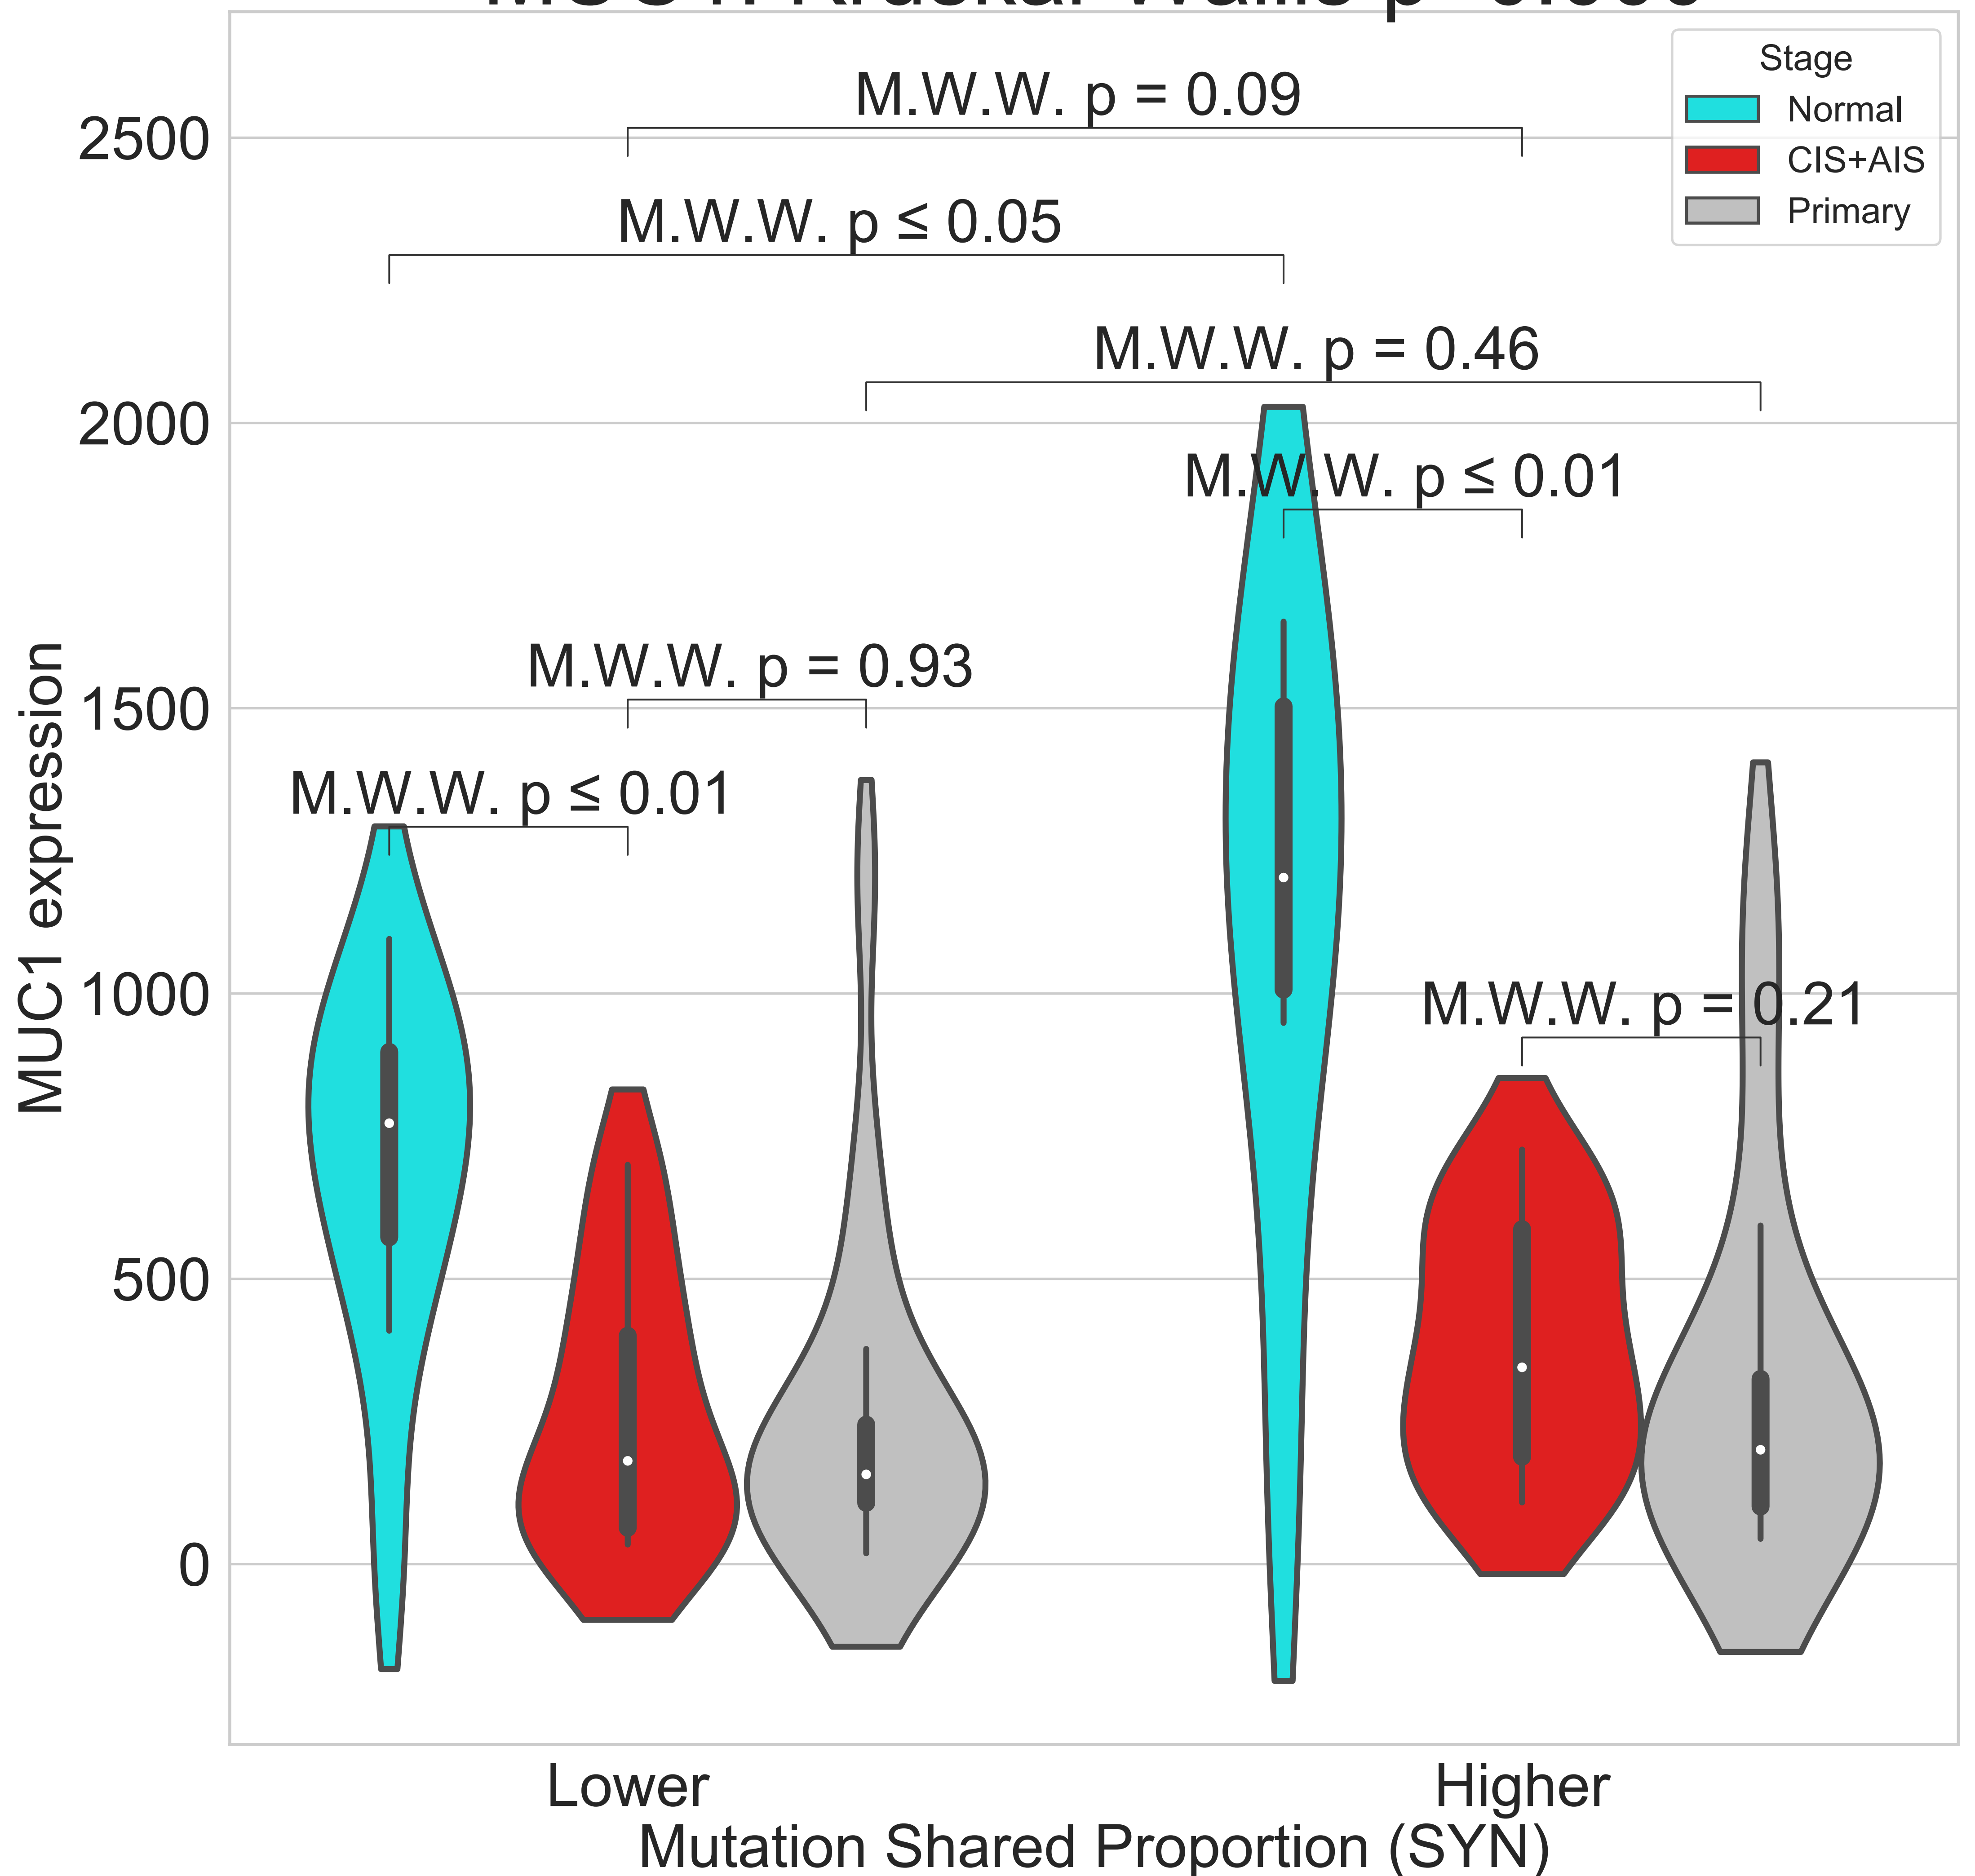 Stage
Normal
CIS+AIS
Primary
M.W.W. p = 0.09
M.W.W. p ≤ 0.05
M.W.W. p = 0.46
M.W.W. p ≤ 0.01
M.W.W. p = 0.93
M.W.W. p ≤ 0.01
M.W.W. p = 0.21
MUC1 expression
2500
2000
1500
1000
500
0
Lower
Higher
Mutation Shared Proportion (SYN)